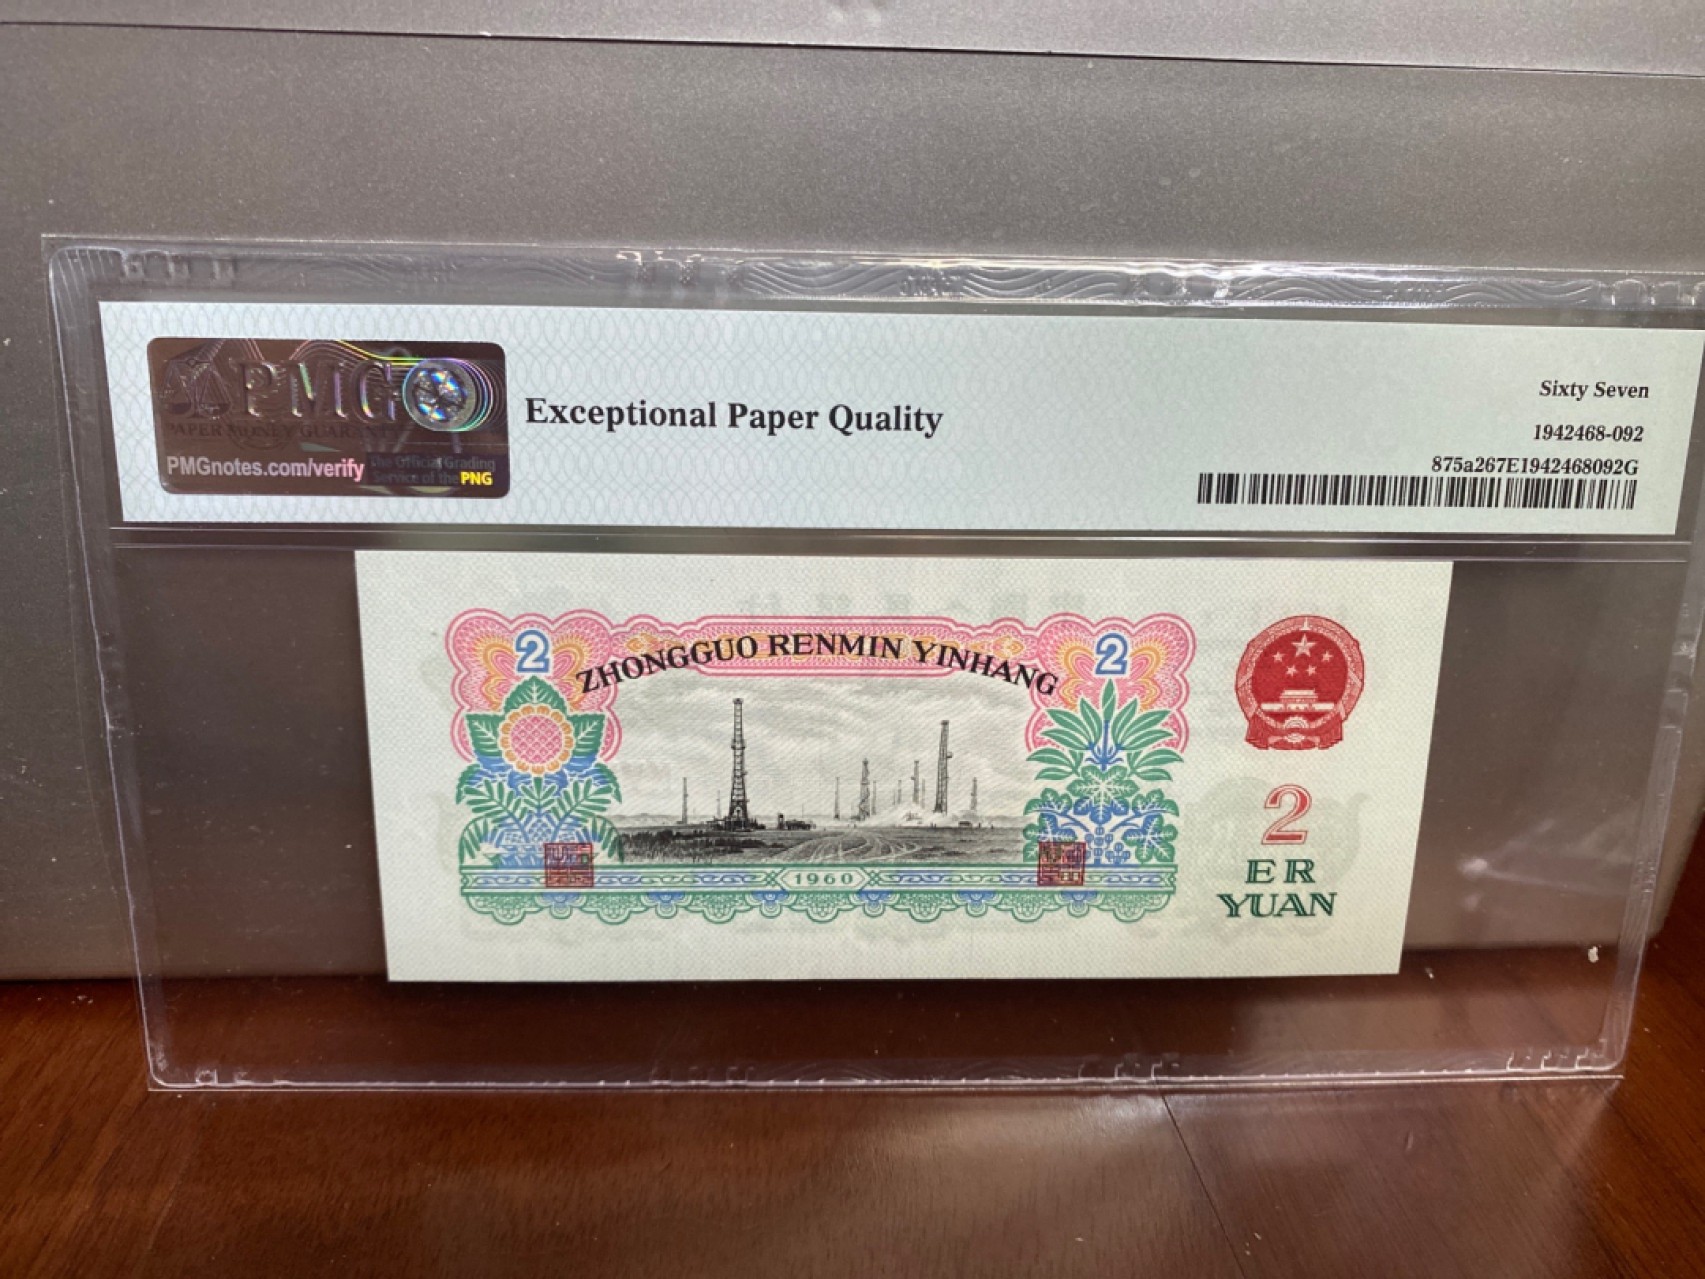 PMG
PAPER MONEY GUARANTY
PMGnotes.com/verify
The Official Grading
Service of the PNG
Exceptional Paper Quality
Sixty Seven
1942468-092
875a267E1942468092G
2
ZHONGGUO RENMIN YINHANG
2
1960
2
ER
YUAN